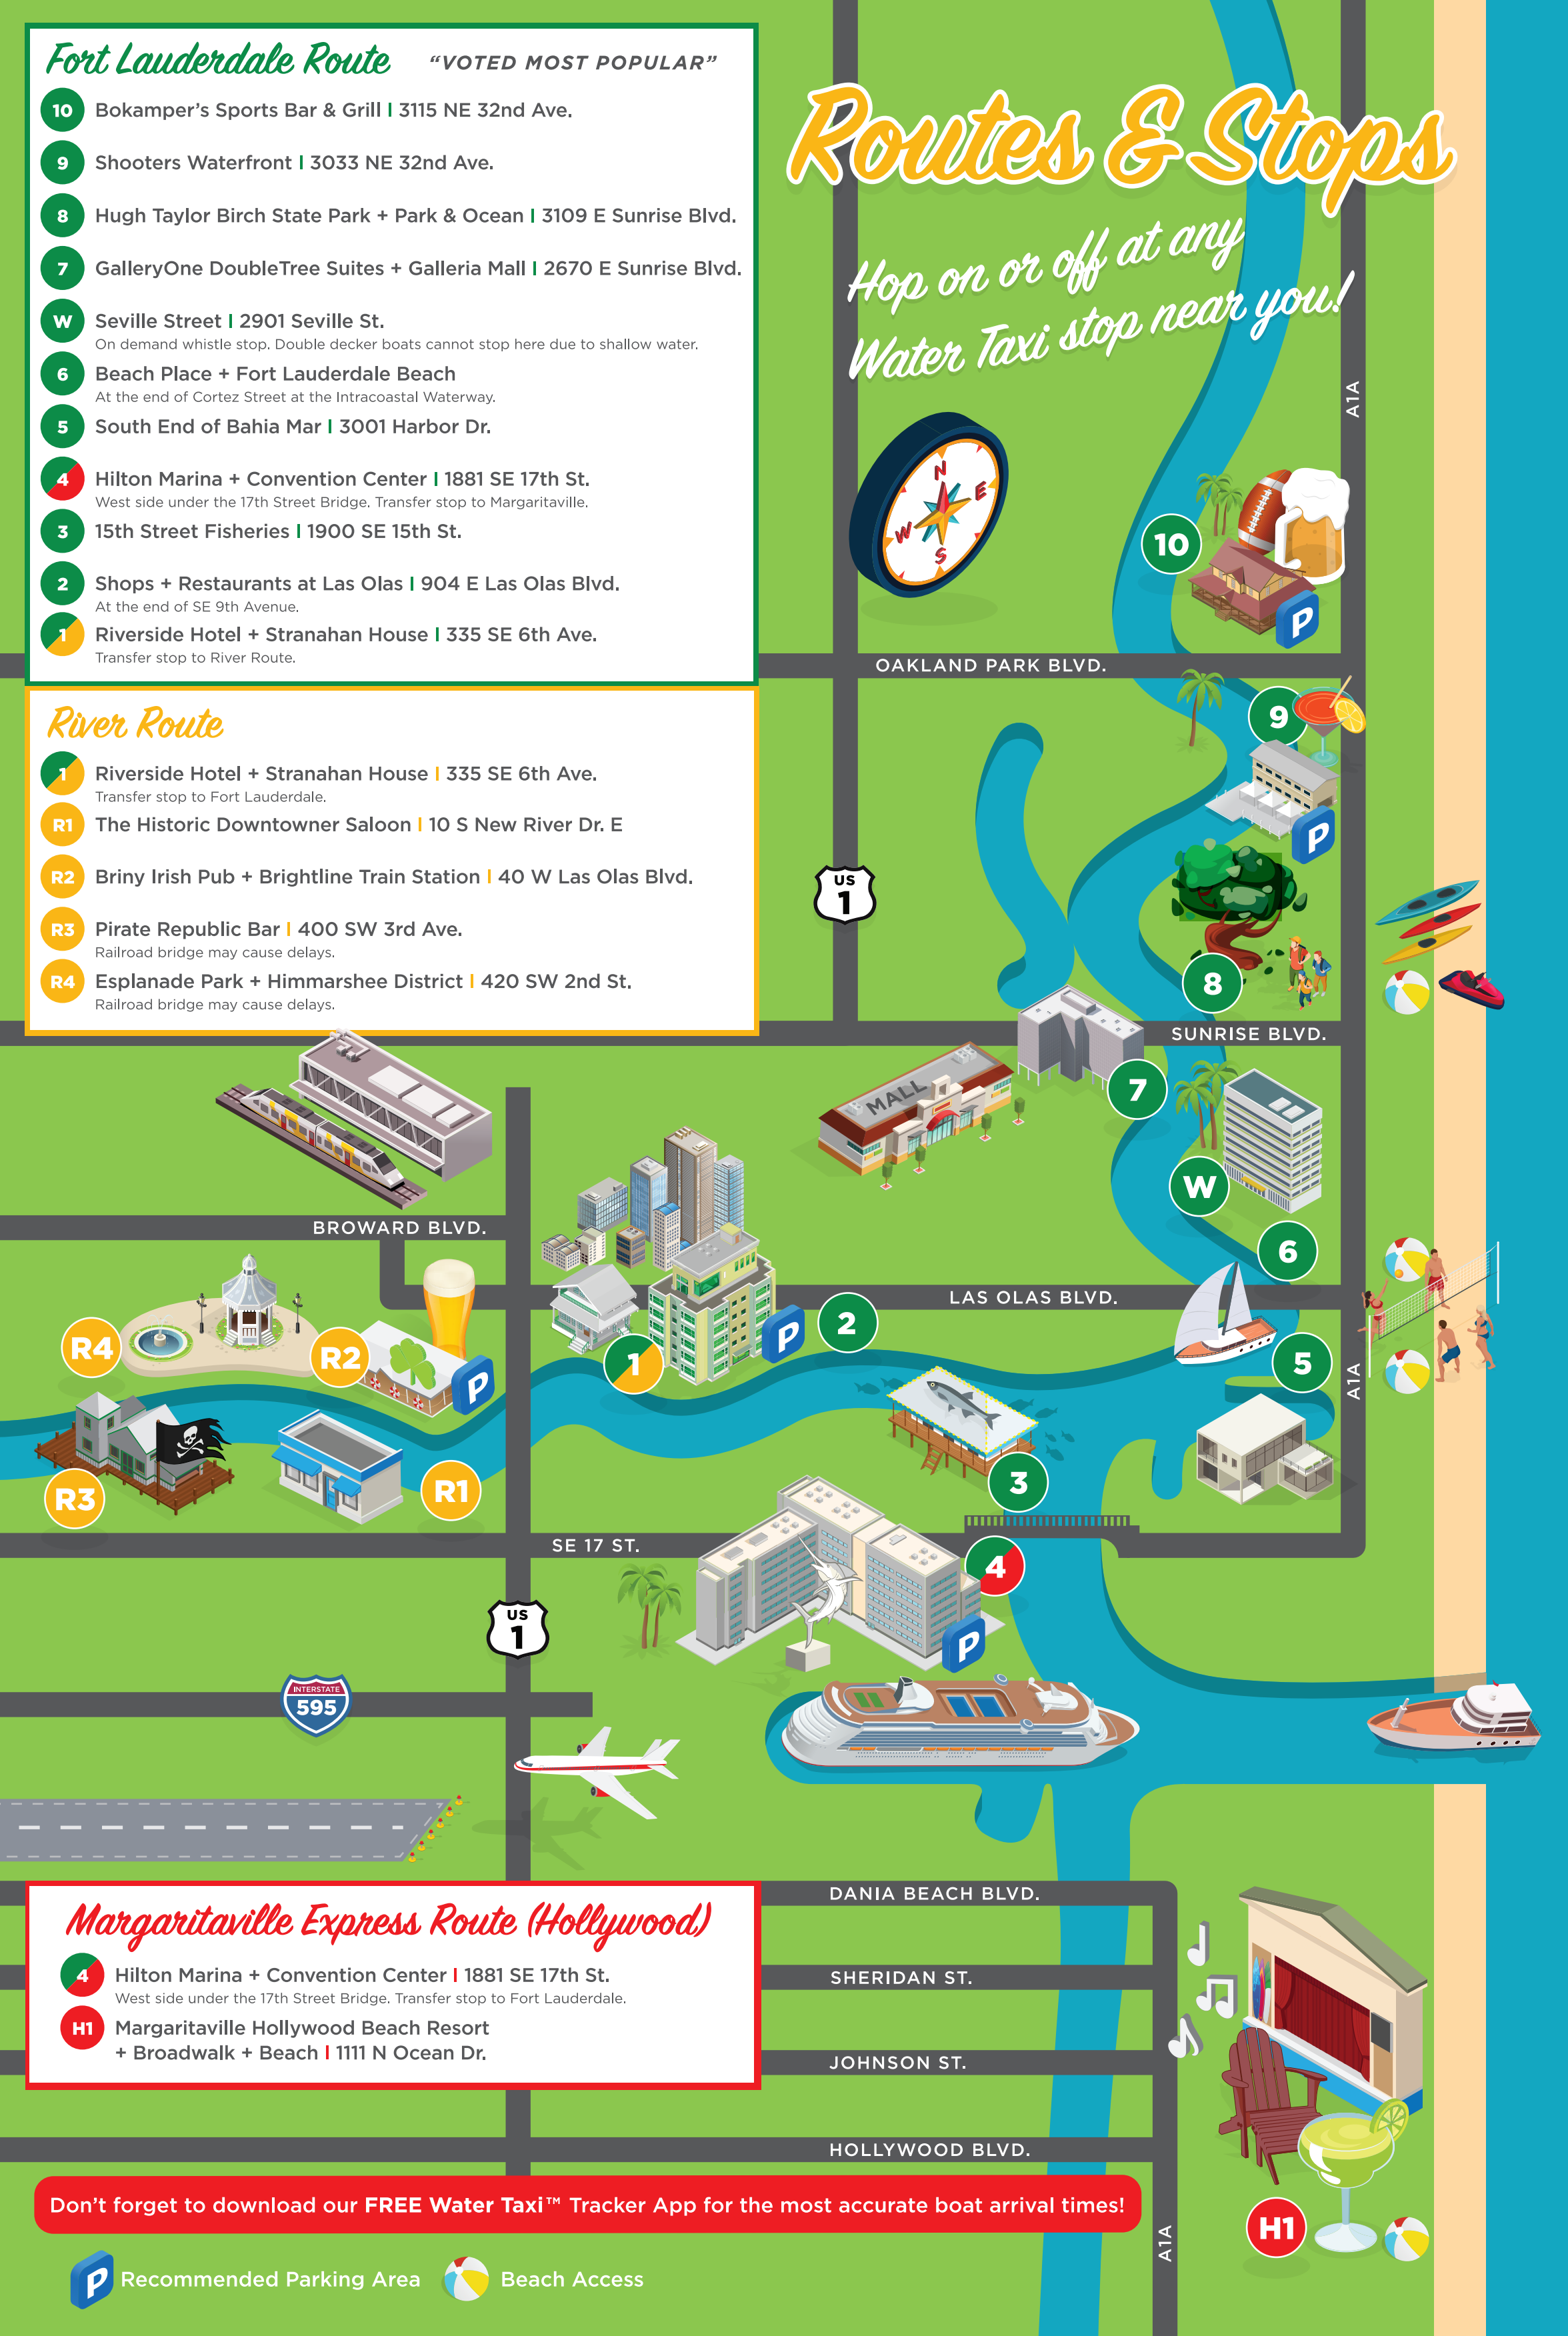 Fort Lauderdale Route "VOTED MOST POPULAR"
10 Bokamper's Sports Bar & Grill | 3115 NE 32nd Ave.
9 Shooters Waterfront | 3033 NE 32nd Ave.
8 Hugh Taylor Birch State Park + Park & Ocean | 3109 E Sunrise Blvd.
7 GalleryOne DoubleTree Suites + Galleria Mall | 2670 E Sunrise Blvd.
W Seville Street | 2901 Seville St.
On demand whistle stop. Double decker boats cannot stop here due to shallow water.
6 Beach Place + Fort Lauderdale Beach
At the end of Cortez Street at the Intracoastal Waterway.
5 South End of Bahia Mar | 3001 Harbor Dr.
4 Hilton Marina + Convention Center | 1881 SE 17th St.
West side under the 17th Street Bridge. Transfer stop to Margaritaville.
3 15th Street Fisheries | 1900 SE 15th St.
2 Shops + Restaurants at Las Olas | 904 E Las Olas Blvd.
At the end of SE 9th Avenue.
1 Riverside Hotel + Stranahan House | 335 SE 6th Ave.
Transfer stop to River Route.
River Route
1 Riverside Hotel + Stranahan House | 335 SE 6th Ave.
Transfer stop to Fort Lauderdale.
R1 The Historic Downtowner Saloon | 10 S New River Dr. E
R2 Briny Irish Pub + Brightline Train Station | 40 W Las Olas Blvd.
R3 Pirate Republic Bar | 400 SW 3rd Ave.
Railroad bridge may cause delays.
R4 Esplanade Park + Himmarshee District | 420 SW 2nd St.
Railroad bridge may cause delays.
Routes & Stops
Hop on or off at any
Water Taxi stop near you!
A1A
N
E
W
S
10
P
OAKLAND PARK BLVD.
9
P
US
1
8
SUNRISE BLVD.
MALL
7
W
BROWARD BLVD.
6
LAS OLAS BLVD.
R4
R2
P
1
P
2
5
A1A
R3
R1
3
SE 17 ST.
4
US
1
P
INTERSTATE
595
Margaritaville Express Route (Hollywood)
4 Hilton Marina + Convention Center | 1881 SE 17th St.
West side under the 17th Street Bridge. Transfer stop to Fort Lauderdale.
H1 Margaritaville Hollywood Beach Resort
+ Broadwalk + Beach | 1111 N Ocean Dr.
DANIA BEACH BLVD.
SHERIDAN ST.
JOHNSON ST.
HOLLYWOOD BLVD.
Don't forget to download our FREE Water Taxi™ Tracker App for the most accurate boat arrival times!
H1
A1A
P Recommended Parking Area
Beach Access